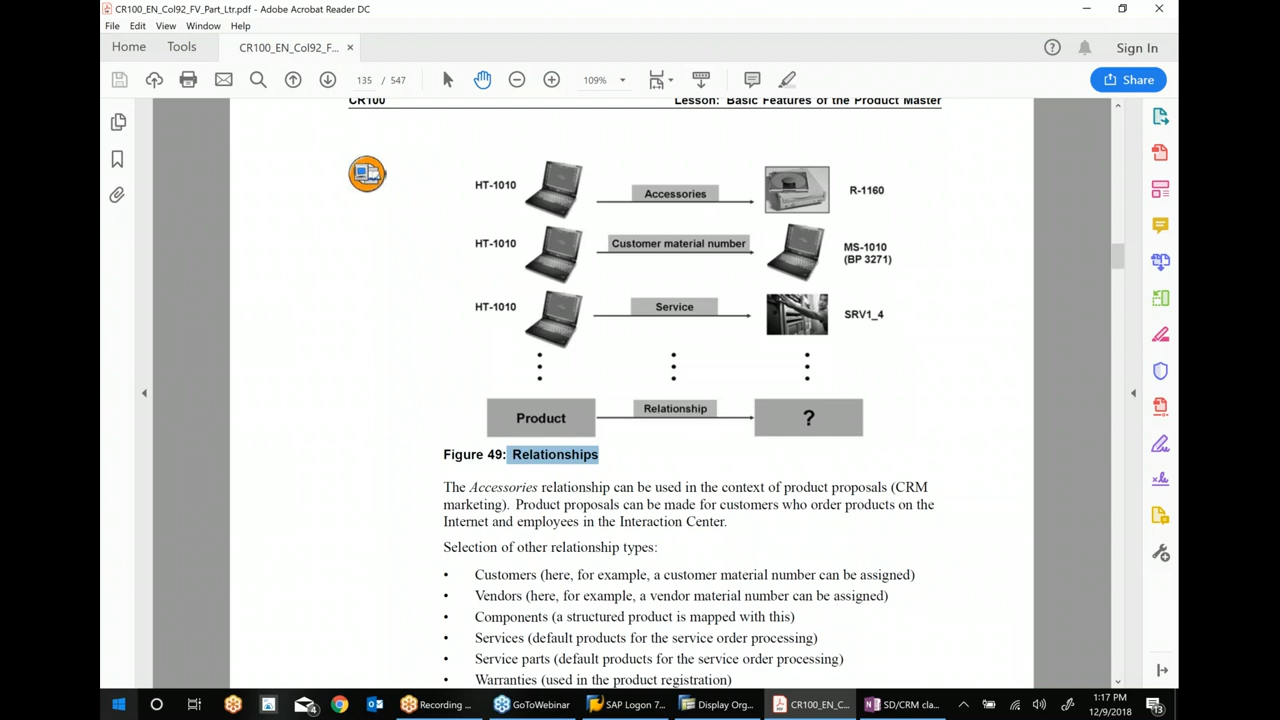 CR100_EN_Col92_FV_Part_Ltr.pdf - Adobe Acrobat Reader DC
File Edit View Window Help
Home Tools CR100_EN_Col92_F... × Sign In
135 / 547 109% Share
CR100 Lesson: Basic Features of the Product Master
HT-1010 Accessories R-1160
HT-1010 Customer material number MS-1010
(BP 3271)
HT-1010 Service SRV1_4
Product Relationship ?
Figure 49: Relationships
The Accessories relationship can be used in the context of product proposals (CRM
marketing). Product proposals can be made for customers who order products on the
Internet and employees in the Interaction Center.
Selection of other relationship types:
• Customers (here, for example, a customer material number can be assigned)
• Vendors (here, for example, a vendor material number can be assigned)
• Components (a structured product is mapped with this)
• Services (default products for the service order processing)
• Service parts (default products for the service order processing)
• Warranties (used in the product registration)
4 Recording ... GoToWebinar SAP Logon 7... Display Org... CR100_EN_C... SD/CRM cla... 1:17 PM
12/9/2018 13